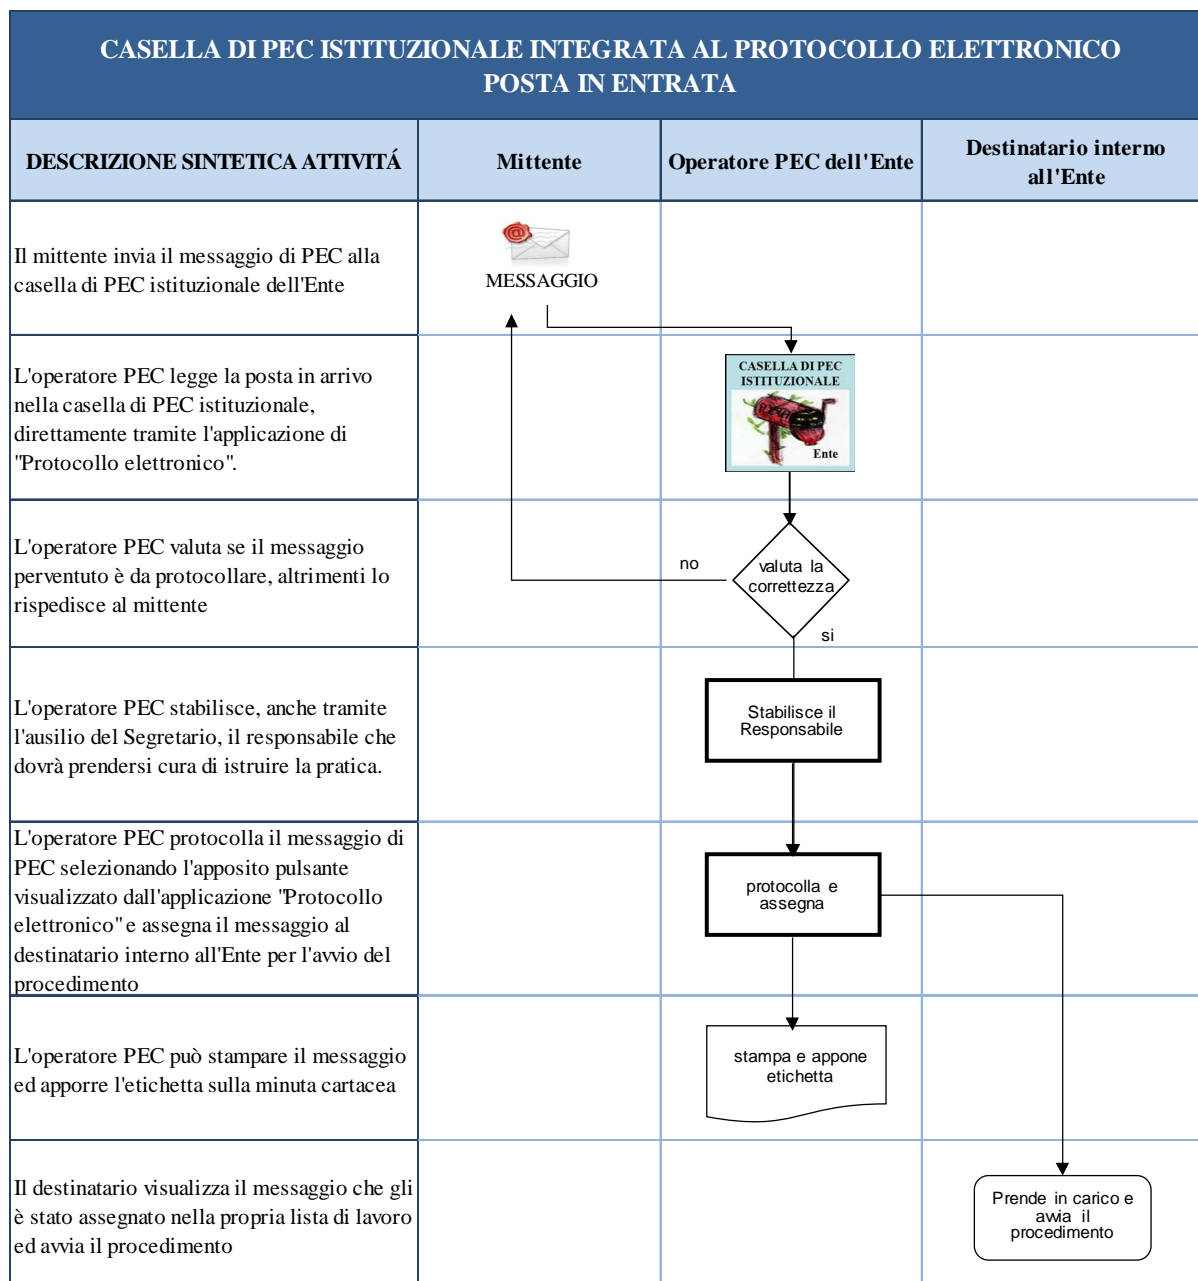 CASELLA DI PEC ISTITUZIONALE INTEGRATA AL PROTOCOLLO ELETTRONICO
POSTA IN ENTRATA
DESCRIZIONE SINTETICA ATTIVITÁ
Mittente
Operatore PEC dell'Ente
Destinatario interno
all'Ente
Il mittente invia il messaggio di PEC alla
casella di PEC istituzionale dell'Ente
MESSAGGIO
L'operatore PEC legge la posta in arrivo
nella casella di PEC istituzionale,
direttamente tramite l'applicazione di
"Protocollo elettronico".
CASELLA DI PEC
ISTITUZIONALE
Ente
L'operatore PEC valuta se il messaggio
perventuto è da protocollare, altrimenti lo
rispedisce al mittente
no
valuta la
correttezza
si
L'operatore PEC stabilisce, anche tramite
l'ausilio del Segretario, il responsabile che
dovrà prendersi cura di istruire la pratica.
Stabilisce il
Responsabile
L'operatore PEC protocolla il messaggio di
PEC selezionando l'apposito pulsante
visualizzato dall'applicazione "Protocollo
elettronico" e assegna il messaggio al
destinatario interno all'Ente per l'avvio del
procedimento
protocolla e
assegna
L'operatore PEC può stampare il messaggio
ed apporre l'etichetta sulla minuta cartacea
stampa e appone
etichetta
Il destinatario visualizza il messaggio che gli
è stato assegnato nella propria lista di lavoro
ed avvia il procedimento
Prende in carico e
avvia il
procedimento